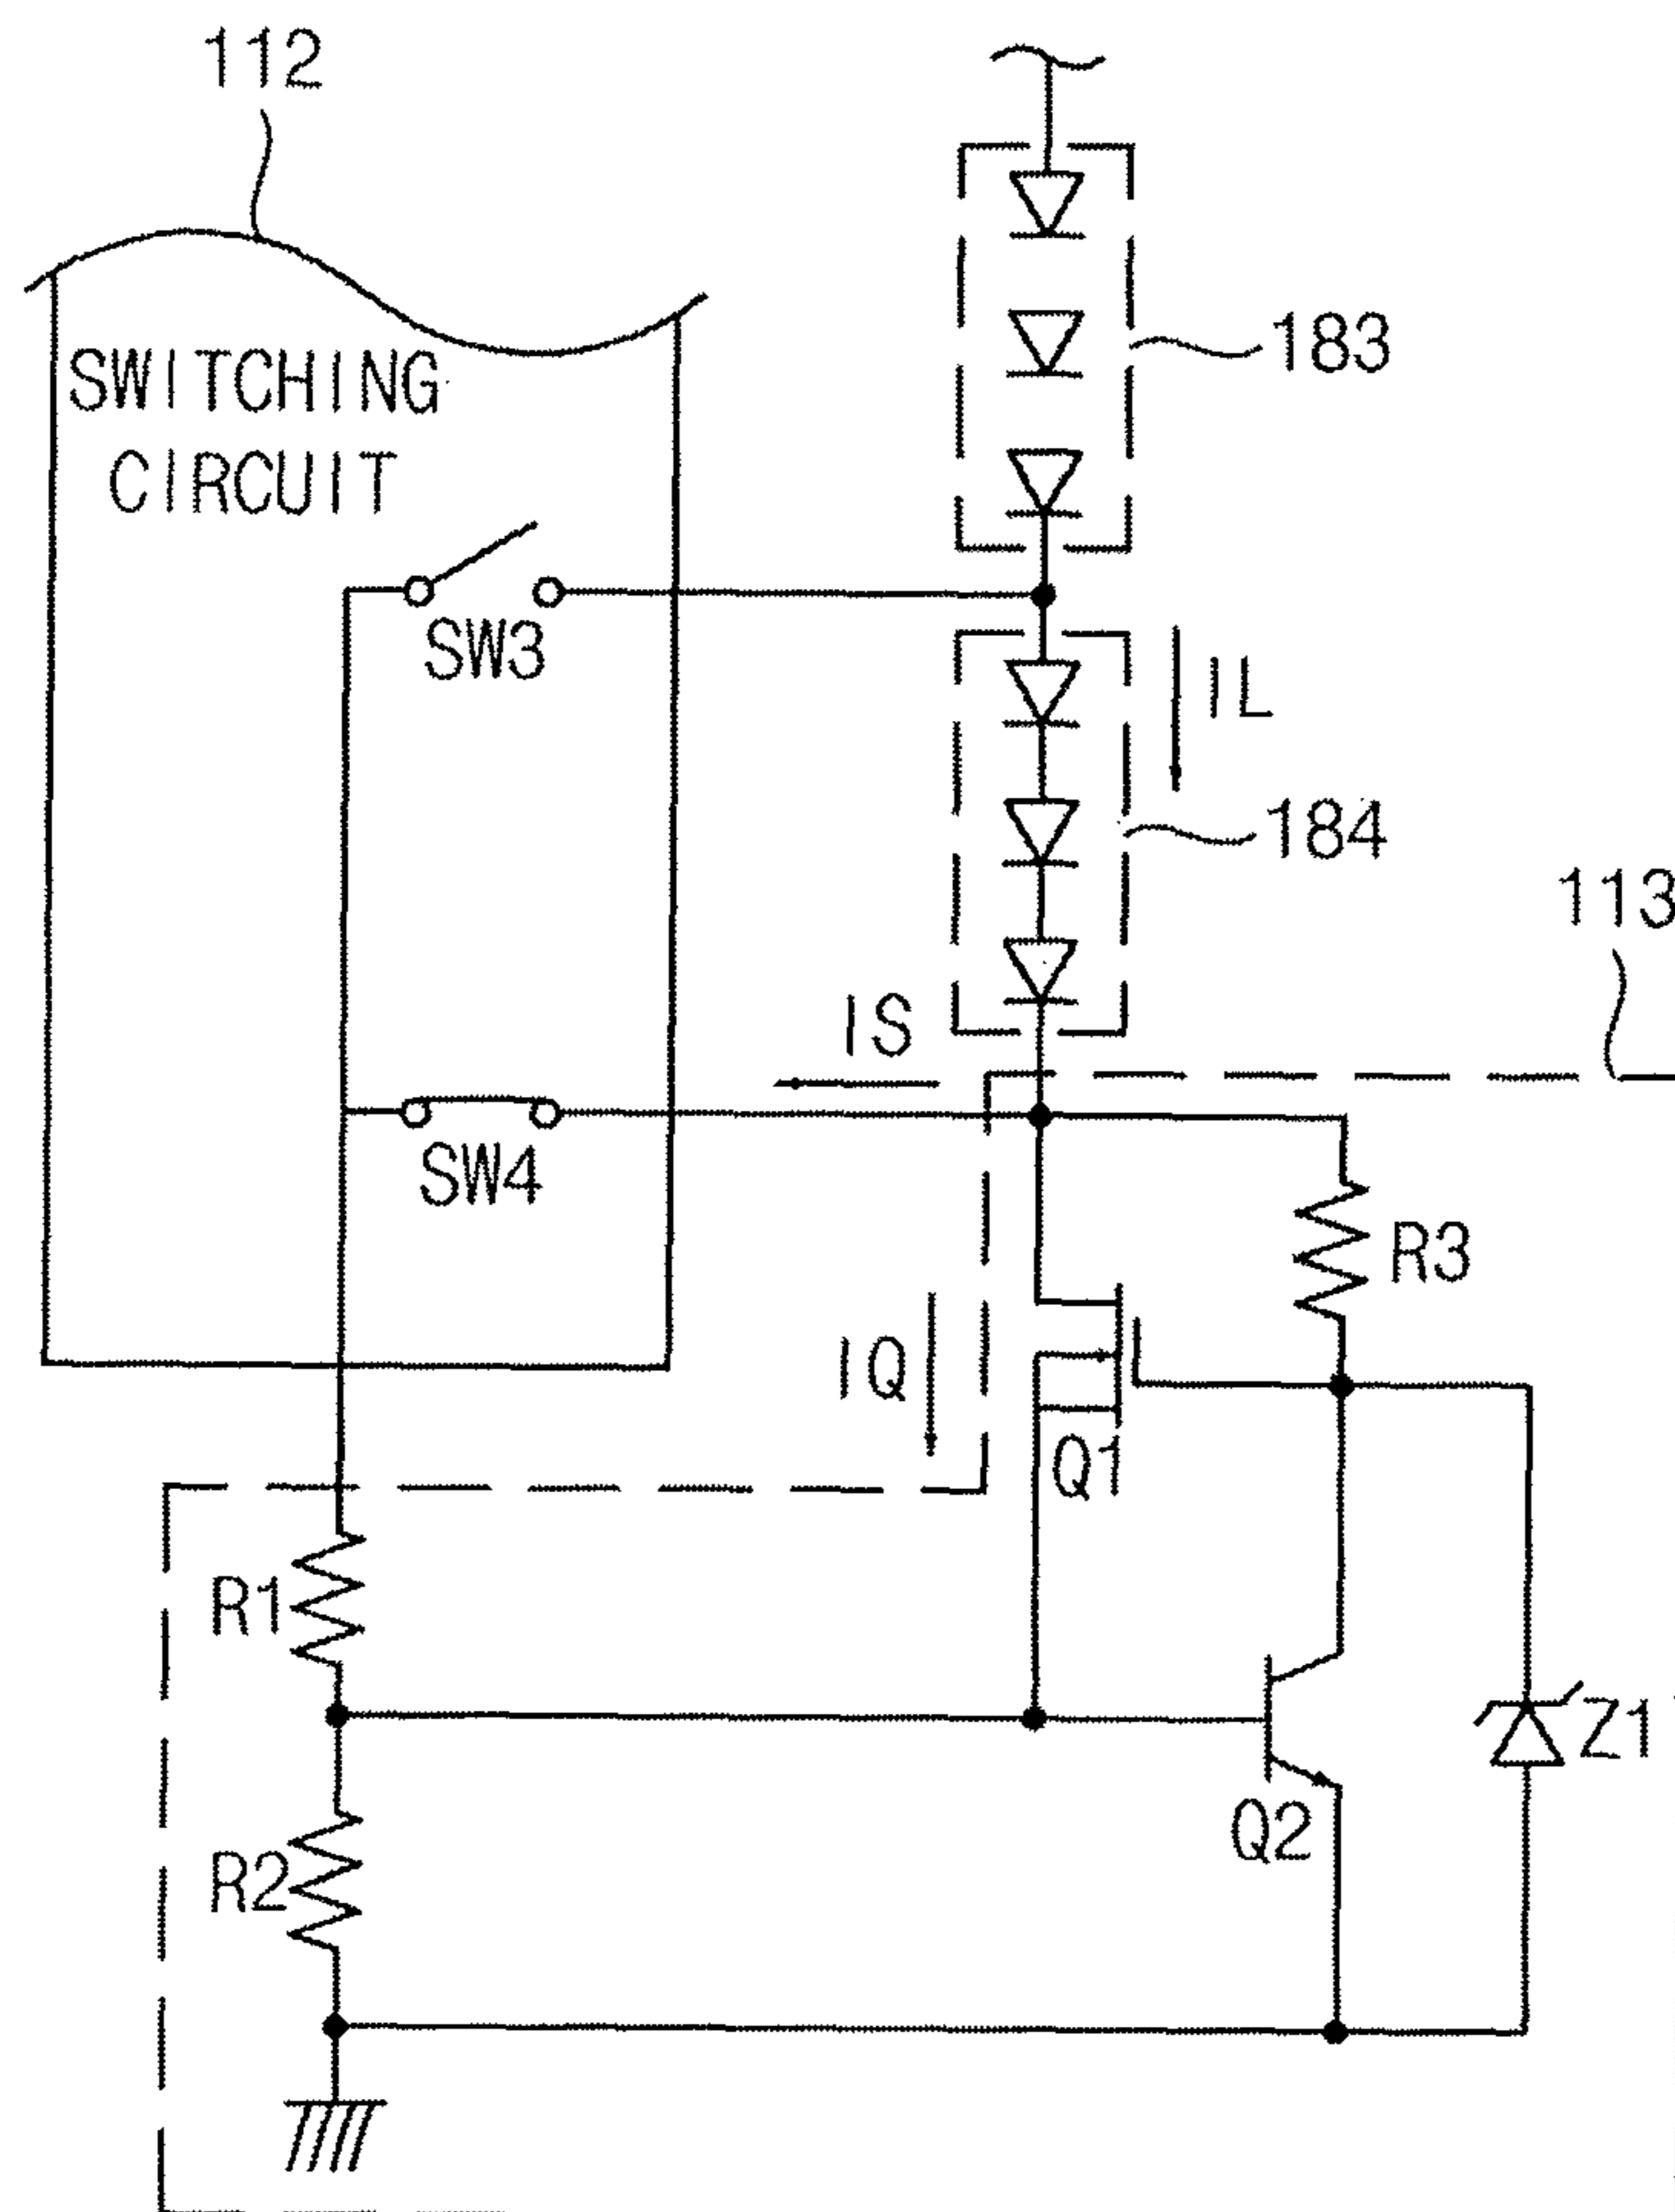 112
SWITCHING
CIRCUIT
183
SW3
IL
184
113
IS
SW4
R3
IQ
Q1
R1
Z1
Q2
R2